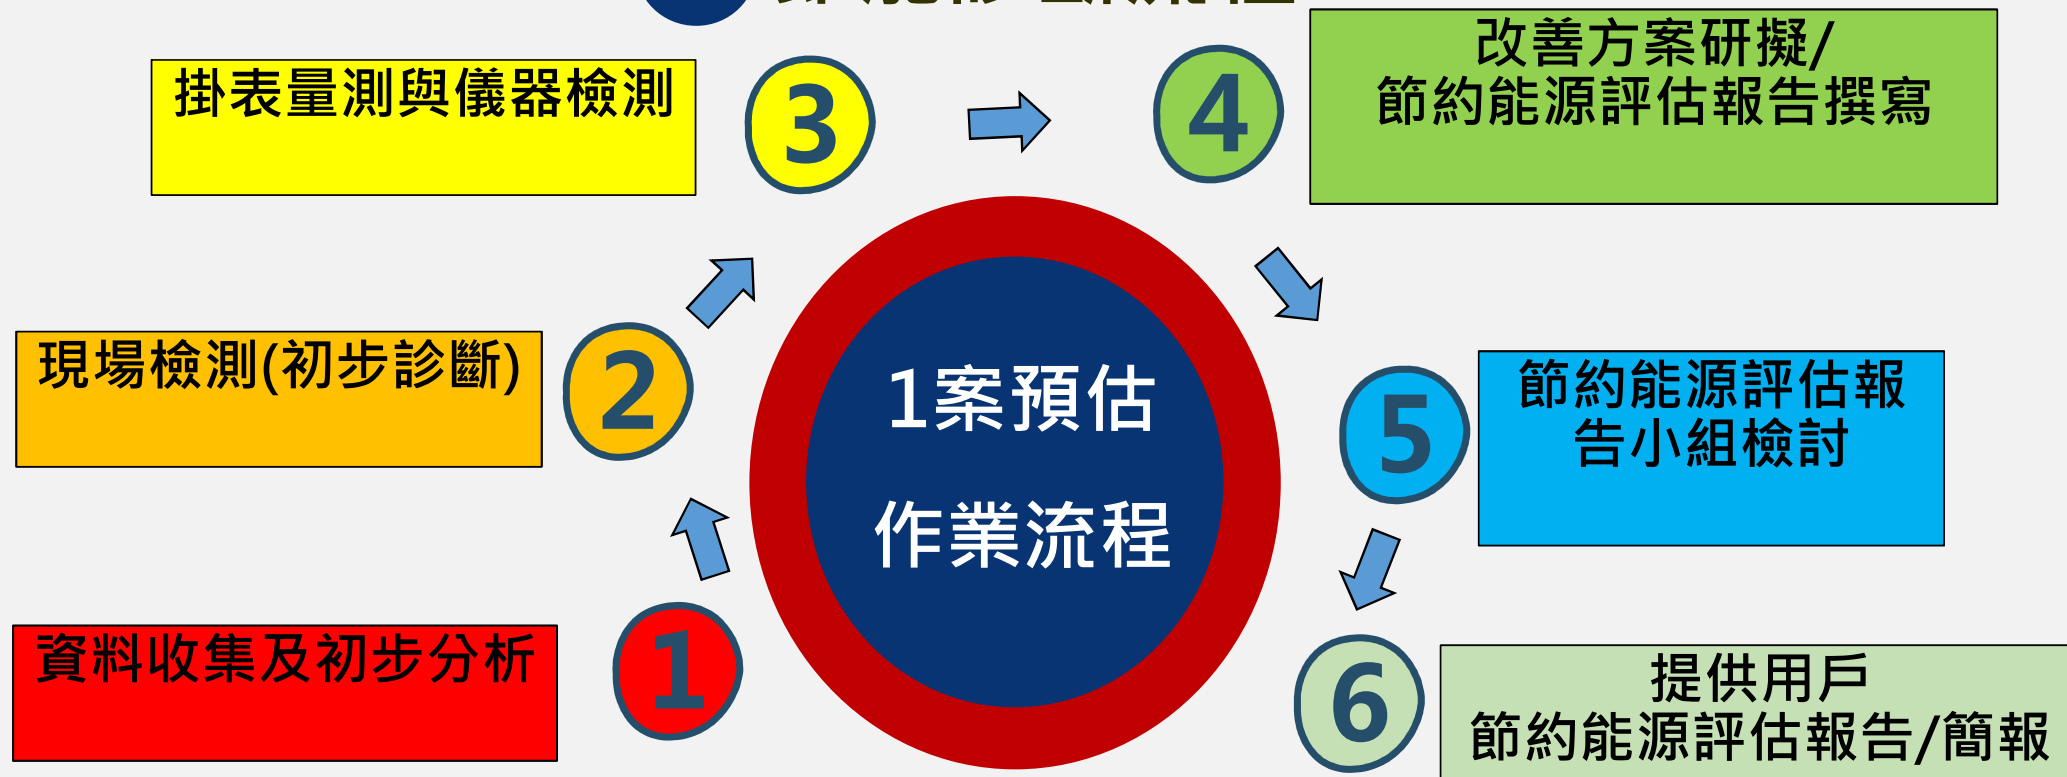 掛表量測與儀器檢測
3
4
改善方案研擬/
節約能源評估報告撰寫
現場檢測(初步診斷)
2
1案預估
作業流程
5
節約能源評估報
告小組檢討
資料收集及初步分析
1
6
提供用戶
節約能源評估報告/簡報